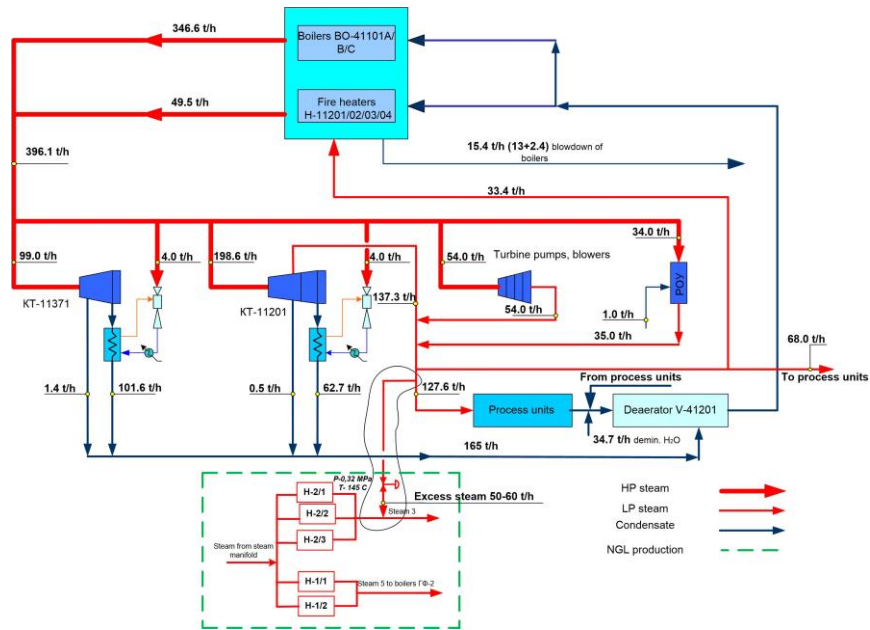 346.6 t/h
Boilers BO-41101A/
B/C
49.5 t/h
Fire heaters
H-11201/02/03/04
15.4 t/h (13+2.4) blowdown of
boilers
396.1 t/h
33.4 t/h
34.0 t/h
99.0 t/h
4.0 t/h
198.6 t/h
4.0 t/h
54.0 t/h
Turbine pumps, blowers
КТ-11371
КТ-11201
137.3 t/h
54.0 t/h
РОУ
1.0 t/h
35.0 t/h
68.0 t/h
To process units
1.4 t/h
101.6 t/h
0.5 t/h
62.7 t/h
127.6 t/h
From process units
Process units
Deaerator V-41201
34.7 t/h demin. H₂O
165 t/h
P-0,32 MPa
T- 145 C
Excess steam 50-60 t/h
H-2/1
H-2/2
Steam 3
H-2/3
Steam from steam
manifold
H-1/1
Steam 5 to boilers ГФ-2
H-1/2
HP steam
LP steam
Condensate
NGL production